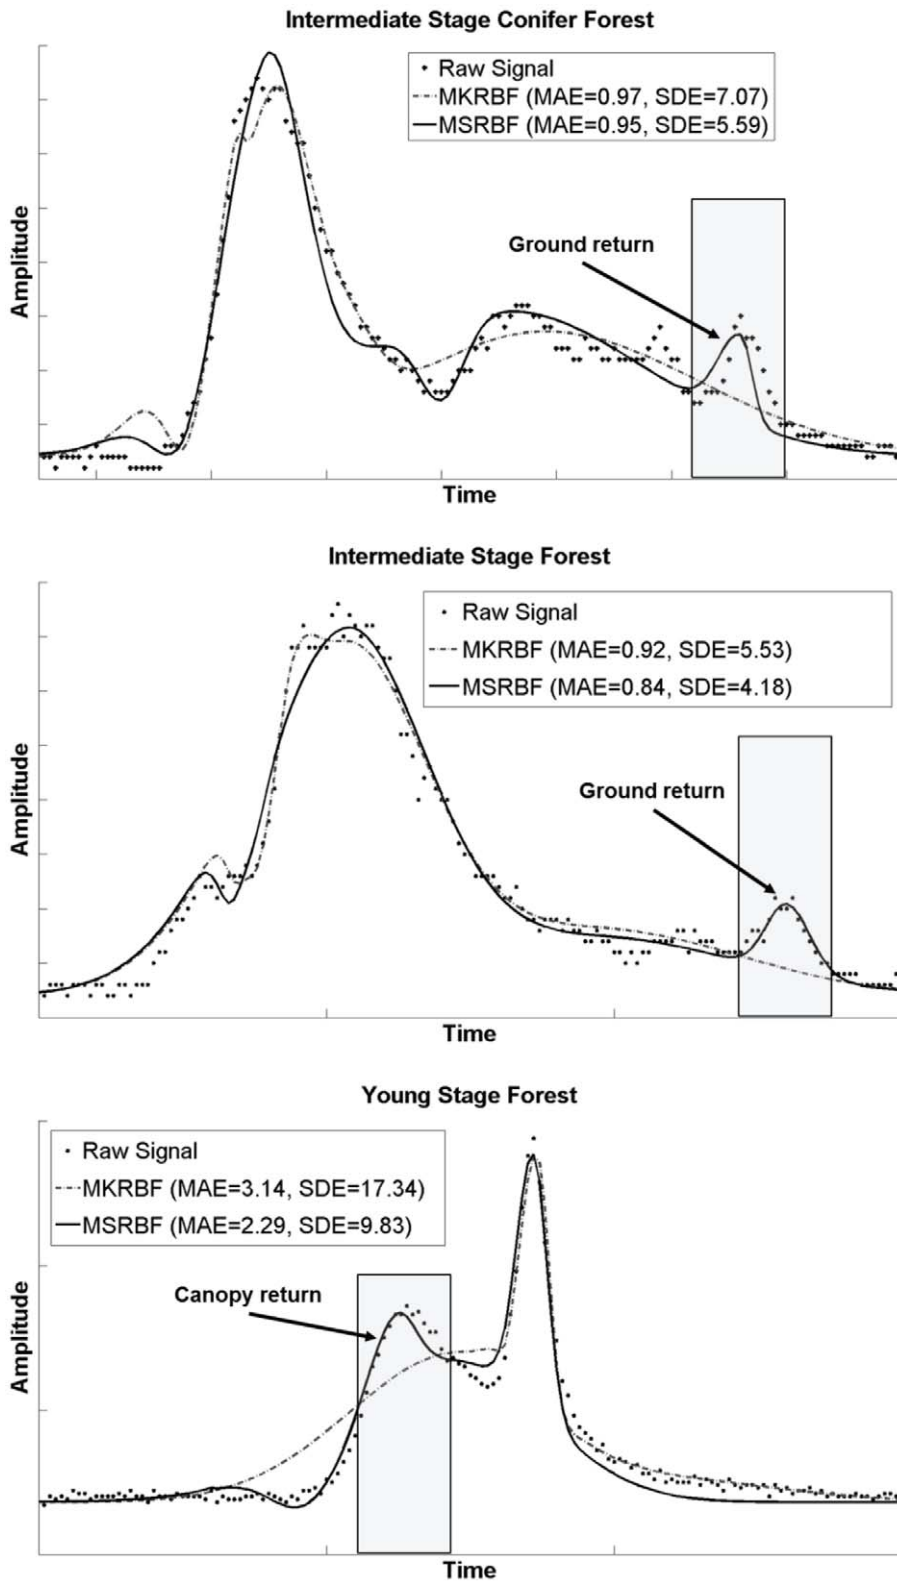 Intermediate Stage Conifer Forest
Raw Signal
MKRBF (MAE=0.97, SDE=7.07)
MSRBF (MAE=0.95, SDE=5.59)
Ground return
Amplitude
Time
Intermediate Stage Forest
Raw Signal
MKRBF (MAE=0.92, SDE=5.53)
MSRBF (MAE=0.84, SDE=4.18)
Ground return
Amplitude
Time
Young Stage Forest
Raw Signal
MKRBF (MAE=3.14, SDE=17.34)
MSRBF (MAE=2.29, SDE=9.83)
Canopy return
Amplitude
Time